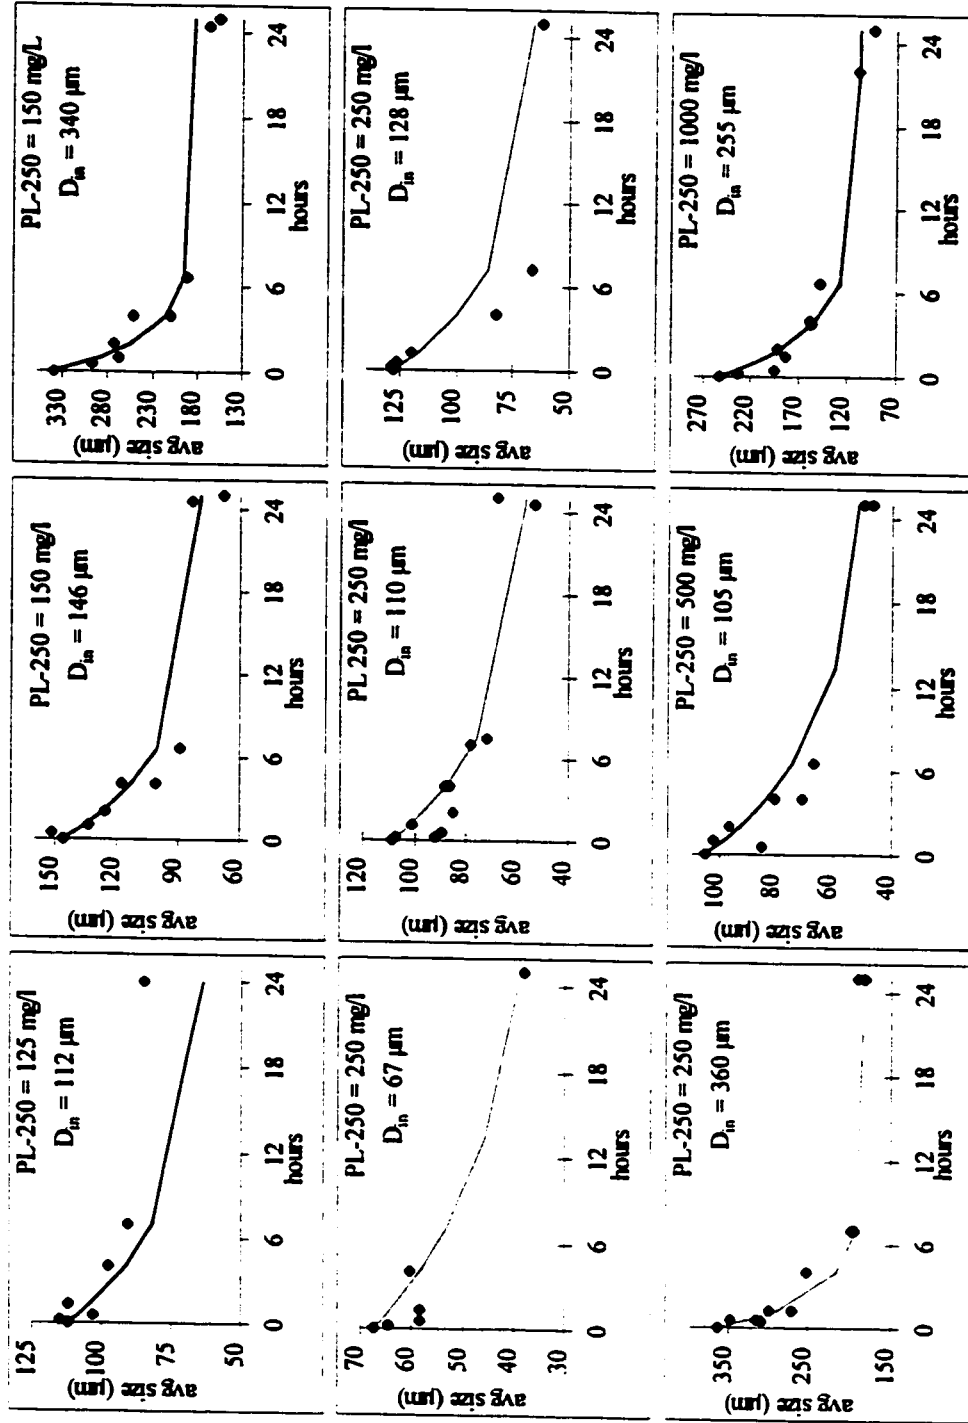 PL-250 = 125 mg/l
D_in = 112 µm
avg size (µm)
125
100
75
50
0 6 12 18 24
hours
PL-250 = 150 mg/l
D_in = 146 µm
avg size (µm)
150
120
90
60
0 6 12 18 24
hours
PL-250 = 150 mg/L
D_in = 340 µm
avg size (µm)
330
280
230
180
130
0 6 12 18 24
hours
PL-250 = 250 mg/l
D_in = 67 µm
avg size (µm)
70
60
50
40
30
0 6 12 18 24
hours
PL 250 = 250 mg/l
D_in = 110 µm
avg size (µm)
120
100
80
60
40
0 6 12 18 24
hours
PL-250 = 250 mg/l
D_in = 128 µm
avg size (µm)
125
100
75
50
0 6 12 18 24
hours
PL-250 = 250 mg/l
D_in = 360 µm
avg size (µm)
350
250
150
0 6 12 18 24
hours
PL-250 = 500 mg/l
D_in = 105 µm
avg size (µm)
100
80
60
40
0 6 12 18 24
hours
PL-250 = 1000 mg/l
D_in = 255 µm
avg size (µm)
270
220
170
120
70
0 6 12 18 24
hours